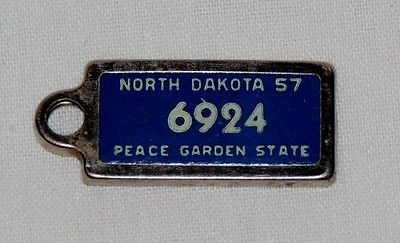 NORTH DAKOTA 57
6924
PEACE GARDEN STATE